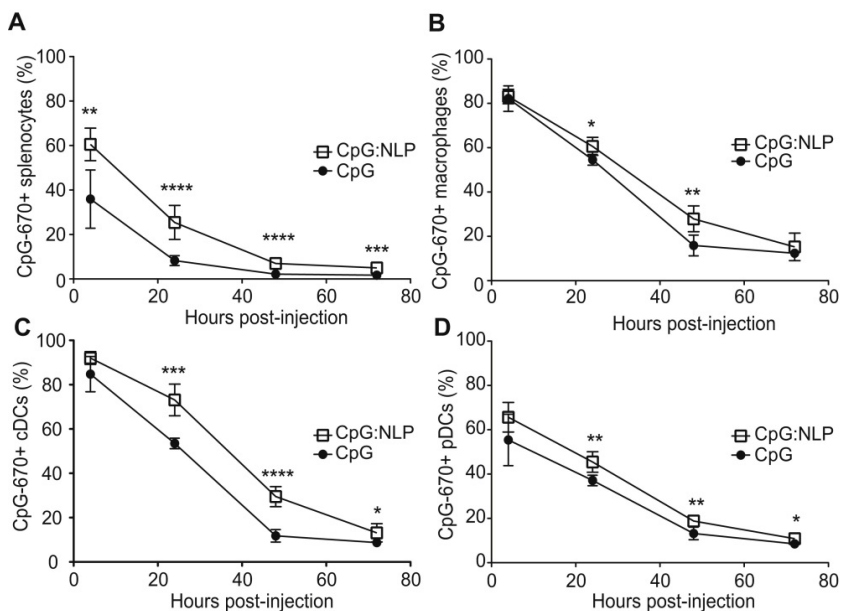 A
CpG-670+ splenocytes (%)
100
80
60
40
20
0
**
****
****
***
CpG:NLP
CpG
0 20 40 60 80
Hours post-injection
B
CpG-670+ macrophages (%)
100
80
60
40
20
0
*
**
CpG:NLP
CpG
0 20 40 60 80
Hours post-injection
C
CpG-670+ cDCs (%)
100
80
60
40
20
0
***
****
*
CpG:NLP
CpG
0 20 40 60 80
Hours post-injection
D
CpG-670+ pDCs (%)
100
80
60
40
20
0
**
**
*
CpG:NLP
CpG
0 20 40 60 80
Hours post-injection